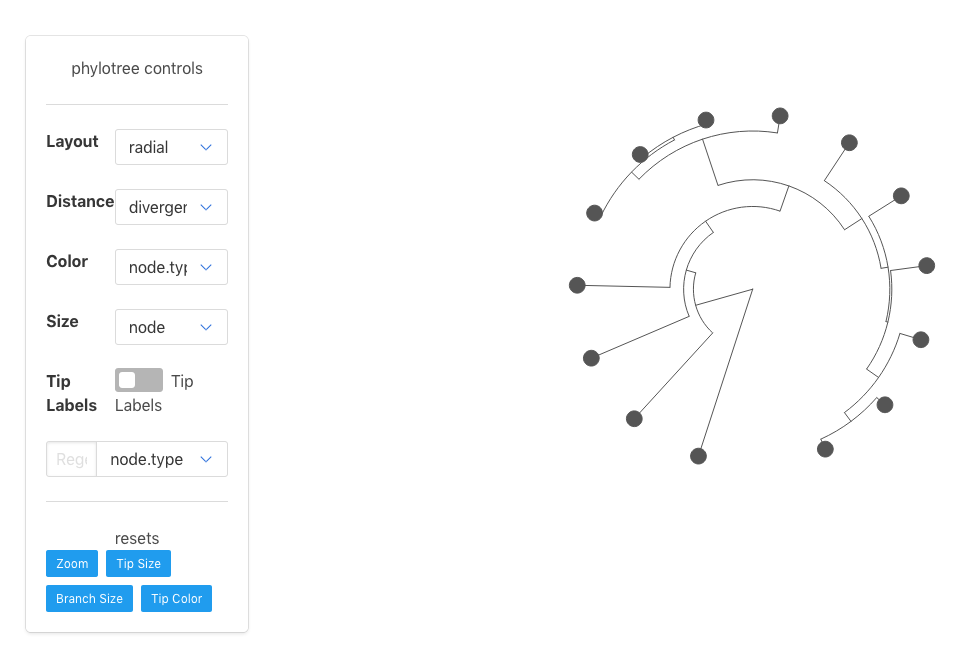 phylotree controls
Layout radial
Distance diverger
Color node.typ
Size node
Tip Labels Tip Labels
Rege node.type
resets
Zoom Tip Size
Branch Size Tip Color